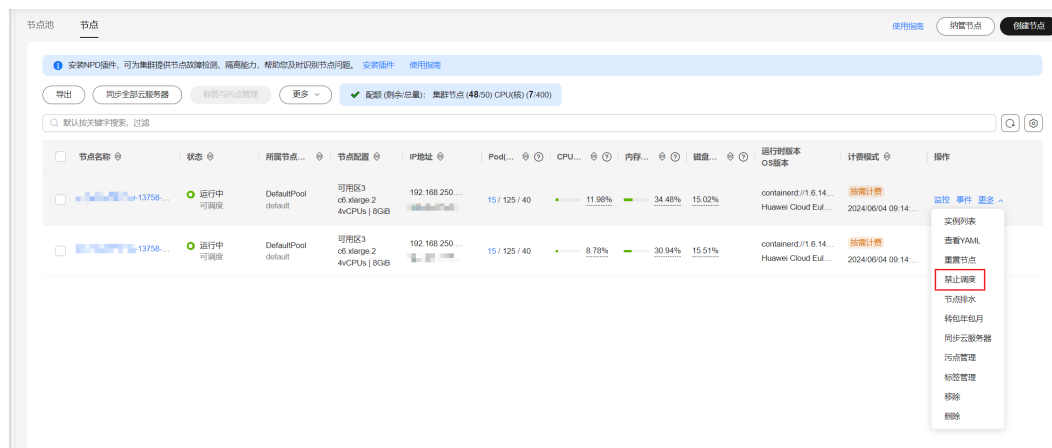 节点池 节点 使用指南 纳管节点 创建节点
安装NPD插件，可为集群提供节点故障检测、隔离能力，帮助您及时识别节点问题。 安装插件 使用指南
导出 同步全部云服务器 标签与污点管理 更多 配额 (剩余/总量)： 集群节点 (48/50) CPU(核) (7/400)
默认按关键字搜索、过滤
节点名称 状态 所属节点... 节点配置 IP地址 Pod(... CPU... 内存... 磁盘... 运行时版本 计费模式 操作
OS版本
-13758-... 运行中 DefaultPool 可用区3 192.168.250.... 15 / 125 / 40 11.98% 34.48% 15.02% containerd://1.6.14... 按需计费 监控 事件 更多
可调度 default c6.xlarge.2 Huawei Cloud Eul... 2024/06/04 09:14:...
4vCPUs | 8GiB
实例列表
查看YAML
重置节点
禁止调度
节点排水
转包年包月
同步云服务器
污点管理
标签管理
移除
删除
-13758-... 运行中 DefaultPool 可用区3 192.168.250.... 15 / 125 / 40 8.78% 30.94% 15.51% containerd://1.6.14... 按需计费
可调度 default c6.xlarge.2 Huawei Cloud Eul... 2024/06/04 09:14:...
4vCPUs | 8GiB